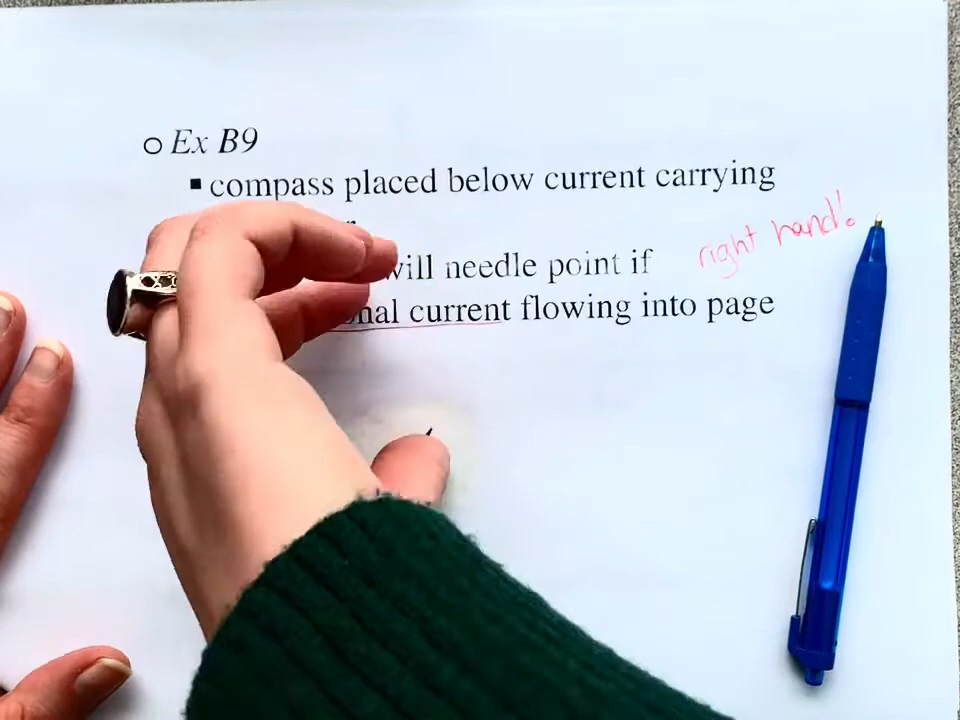 Ex B9
compass placed below current carrying
will needle point if
right hand!
current flowing into page